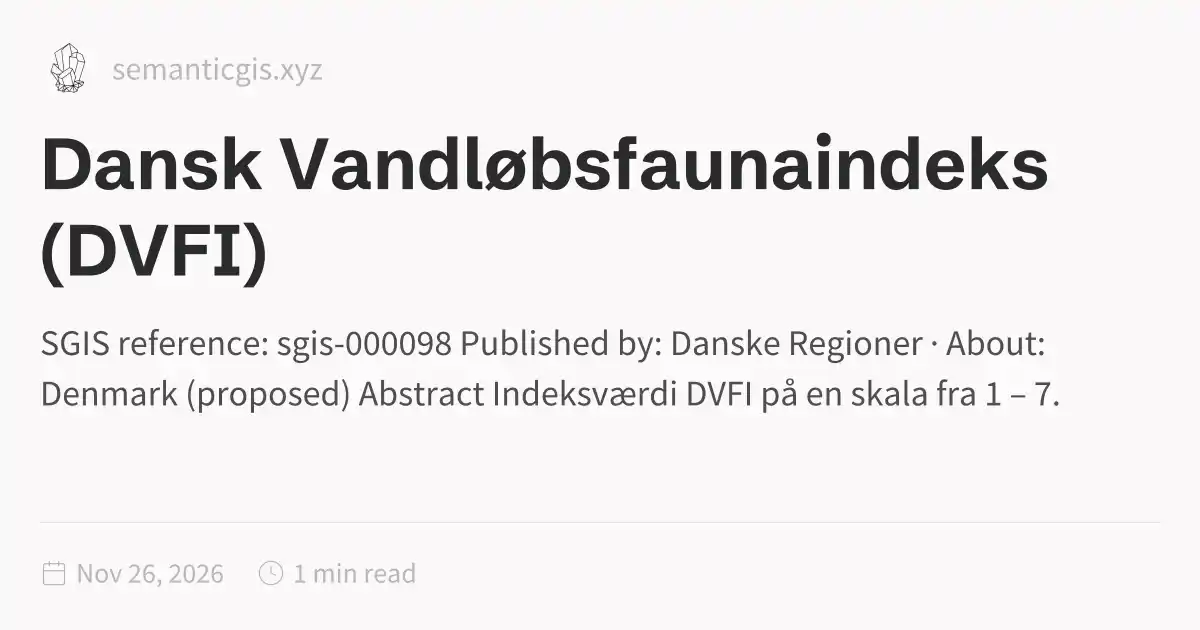 semanticgis.xyz
Dansk Vandløbsfaunaindeks
(DVFI)
SGIS reference: sgis-000098 Published by: Danske Regioner · About:
Denmark (proposed) Abstract Indeksværdi DVFI på en skala fra 1 – 7.
Nov 26, 2026 1 min read